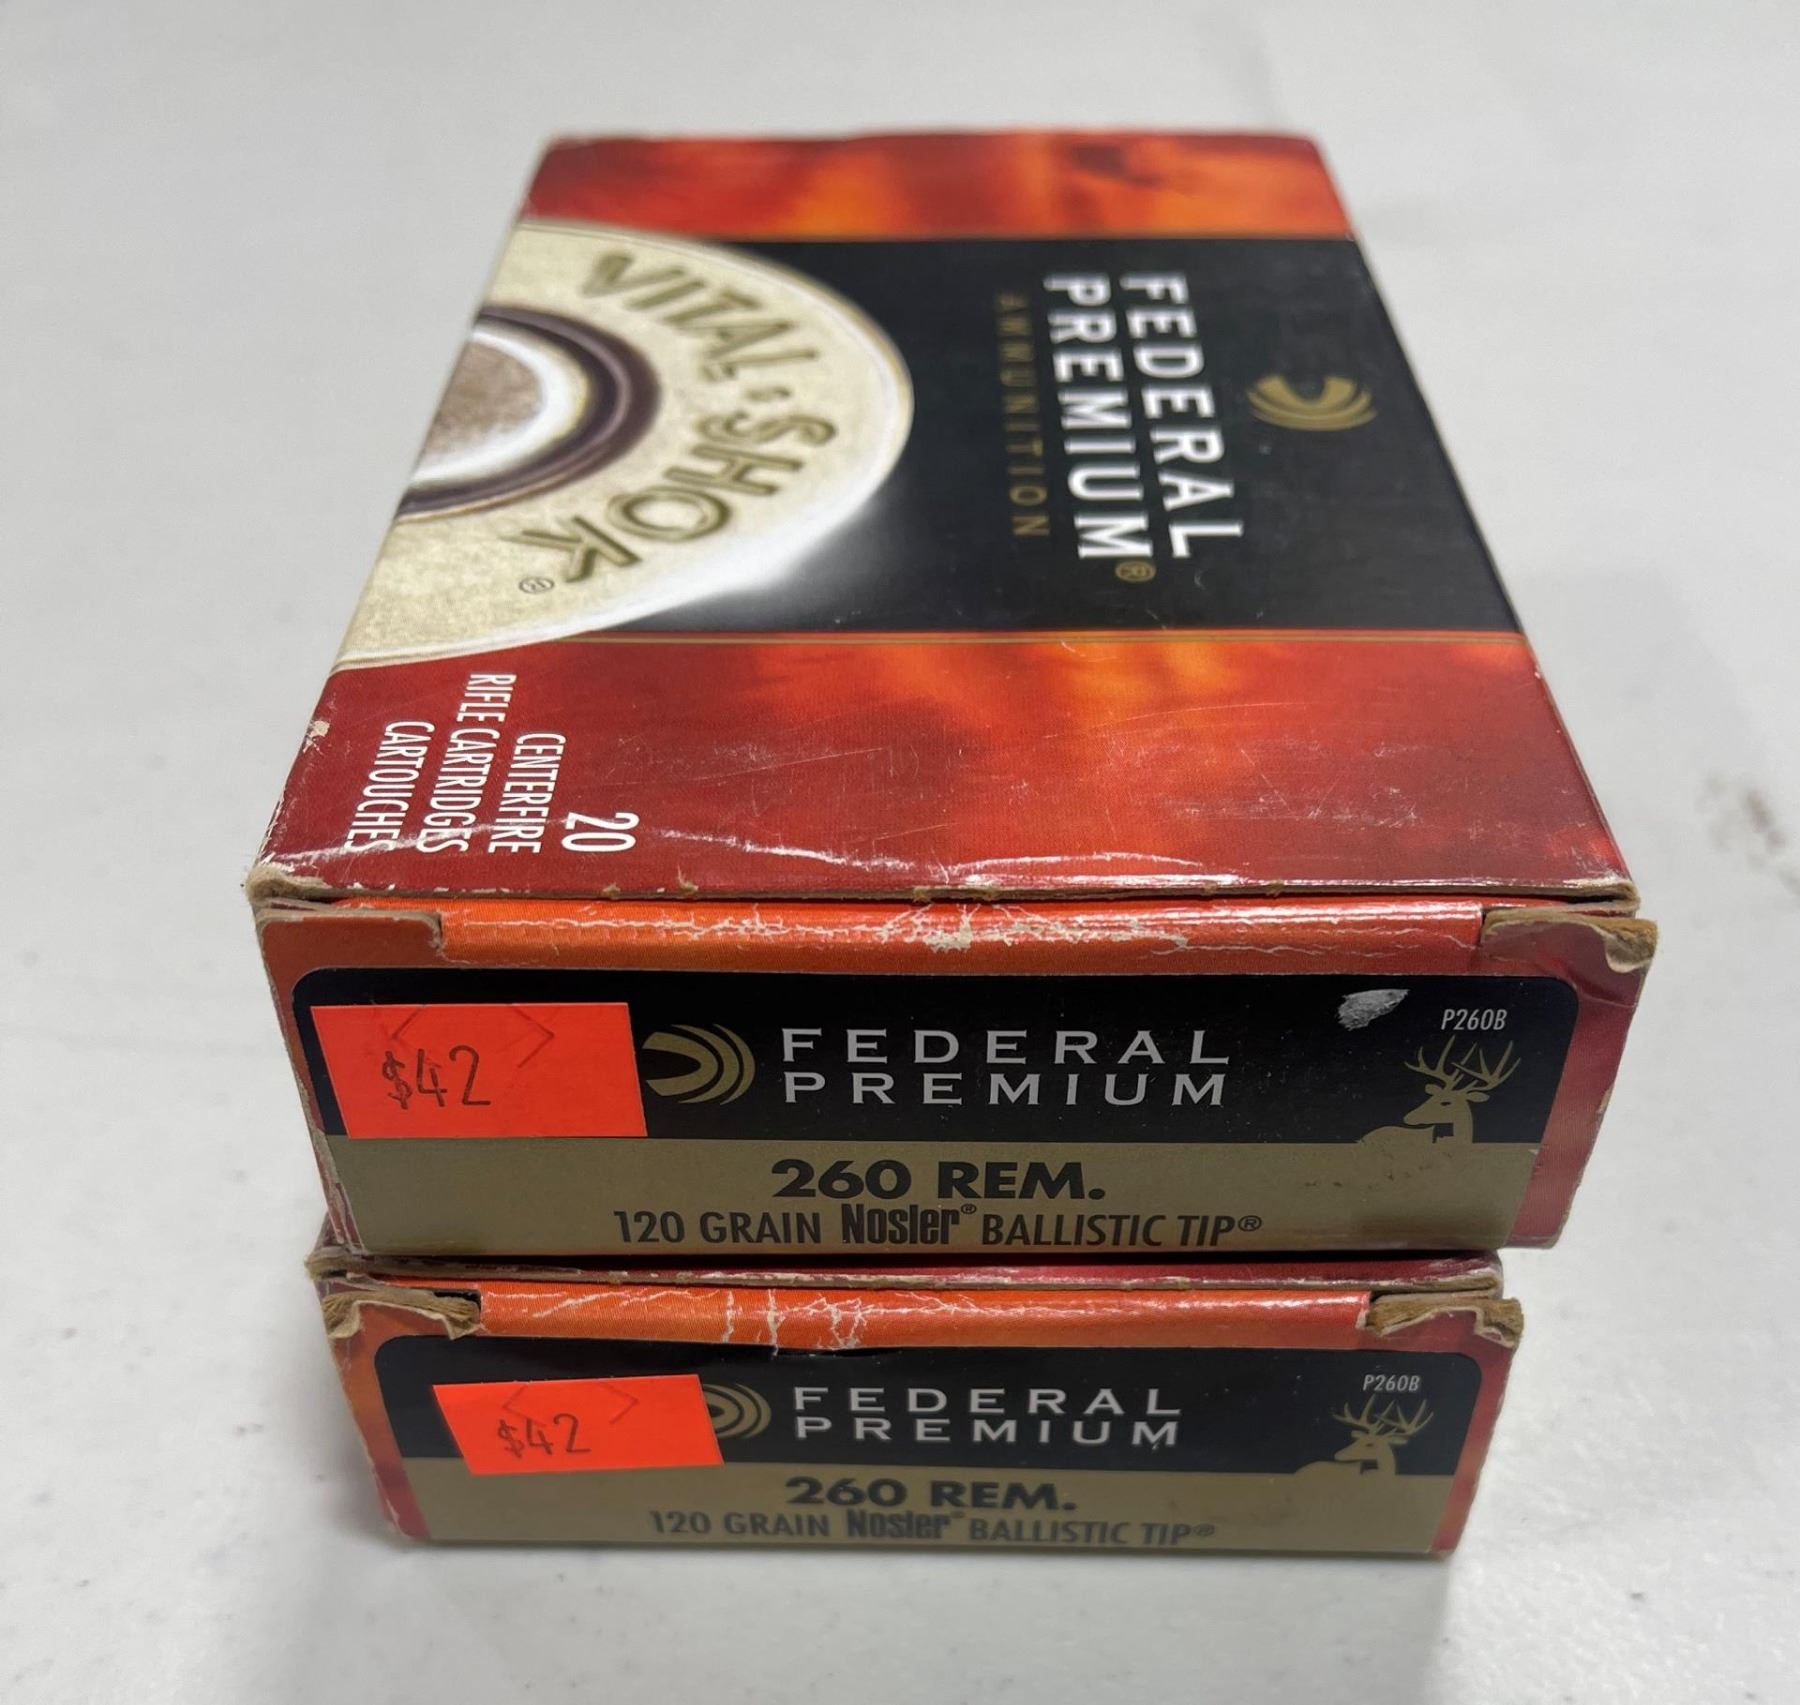 FEDERAL
PREMIUM®
AMMUNITION
VITAL·SHOK®
20
CENTERFIRE
RIFLE CARTRIDGES
CARTOUCHES
$42
FEDERAL
PREMIUM
P260B
260 REM.
120 GRAIN Nosler® BALLISTIC TIP®
$42
FEDERAL
PREMIUM
P260B
260 REM.
120 GRAIN Nosler® BALLISTIC TIP®